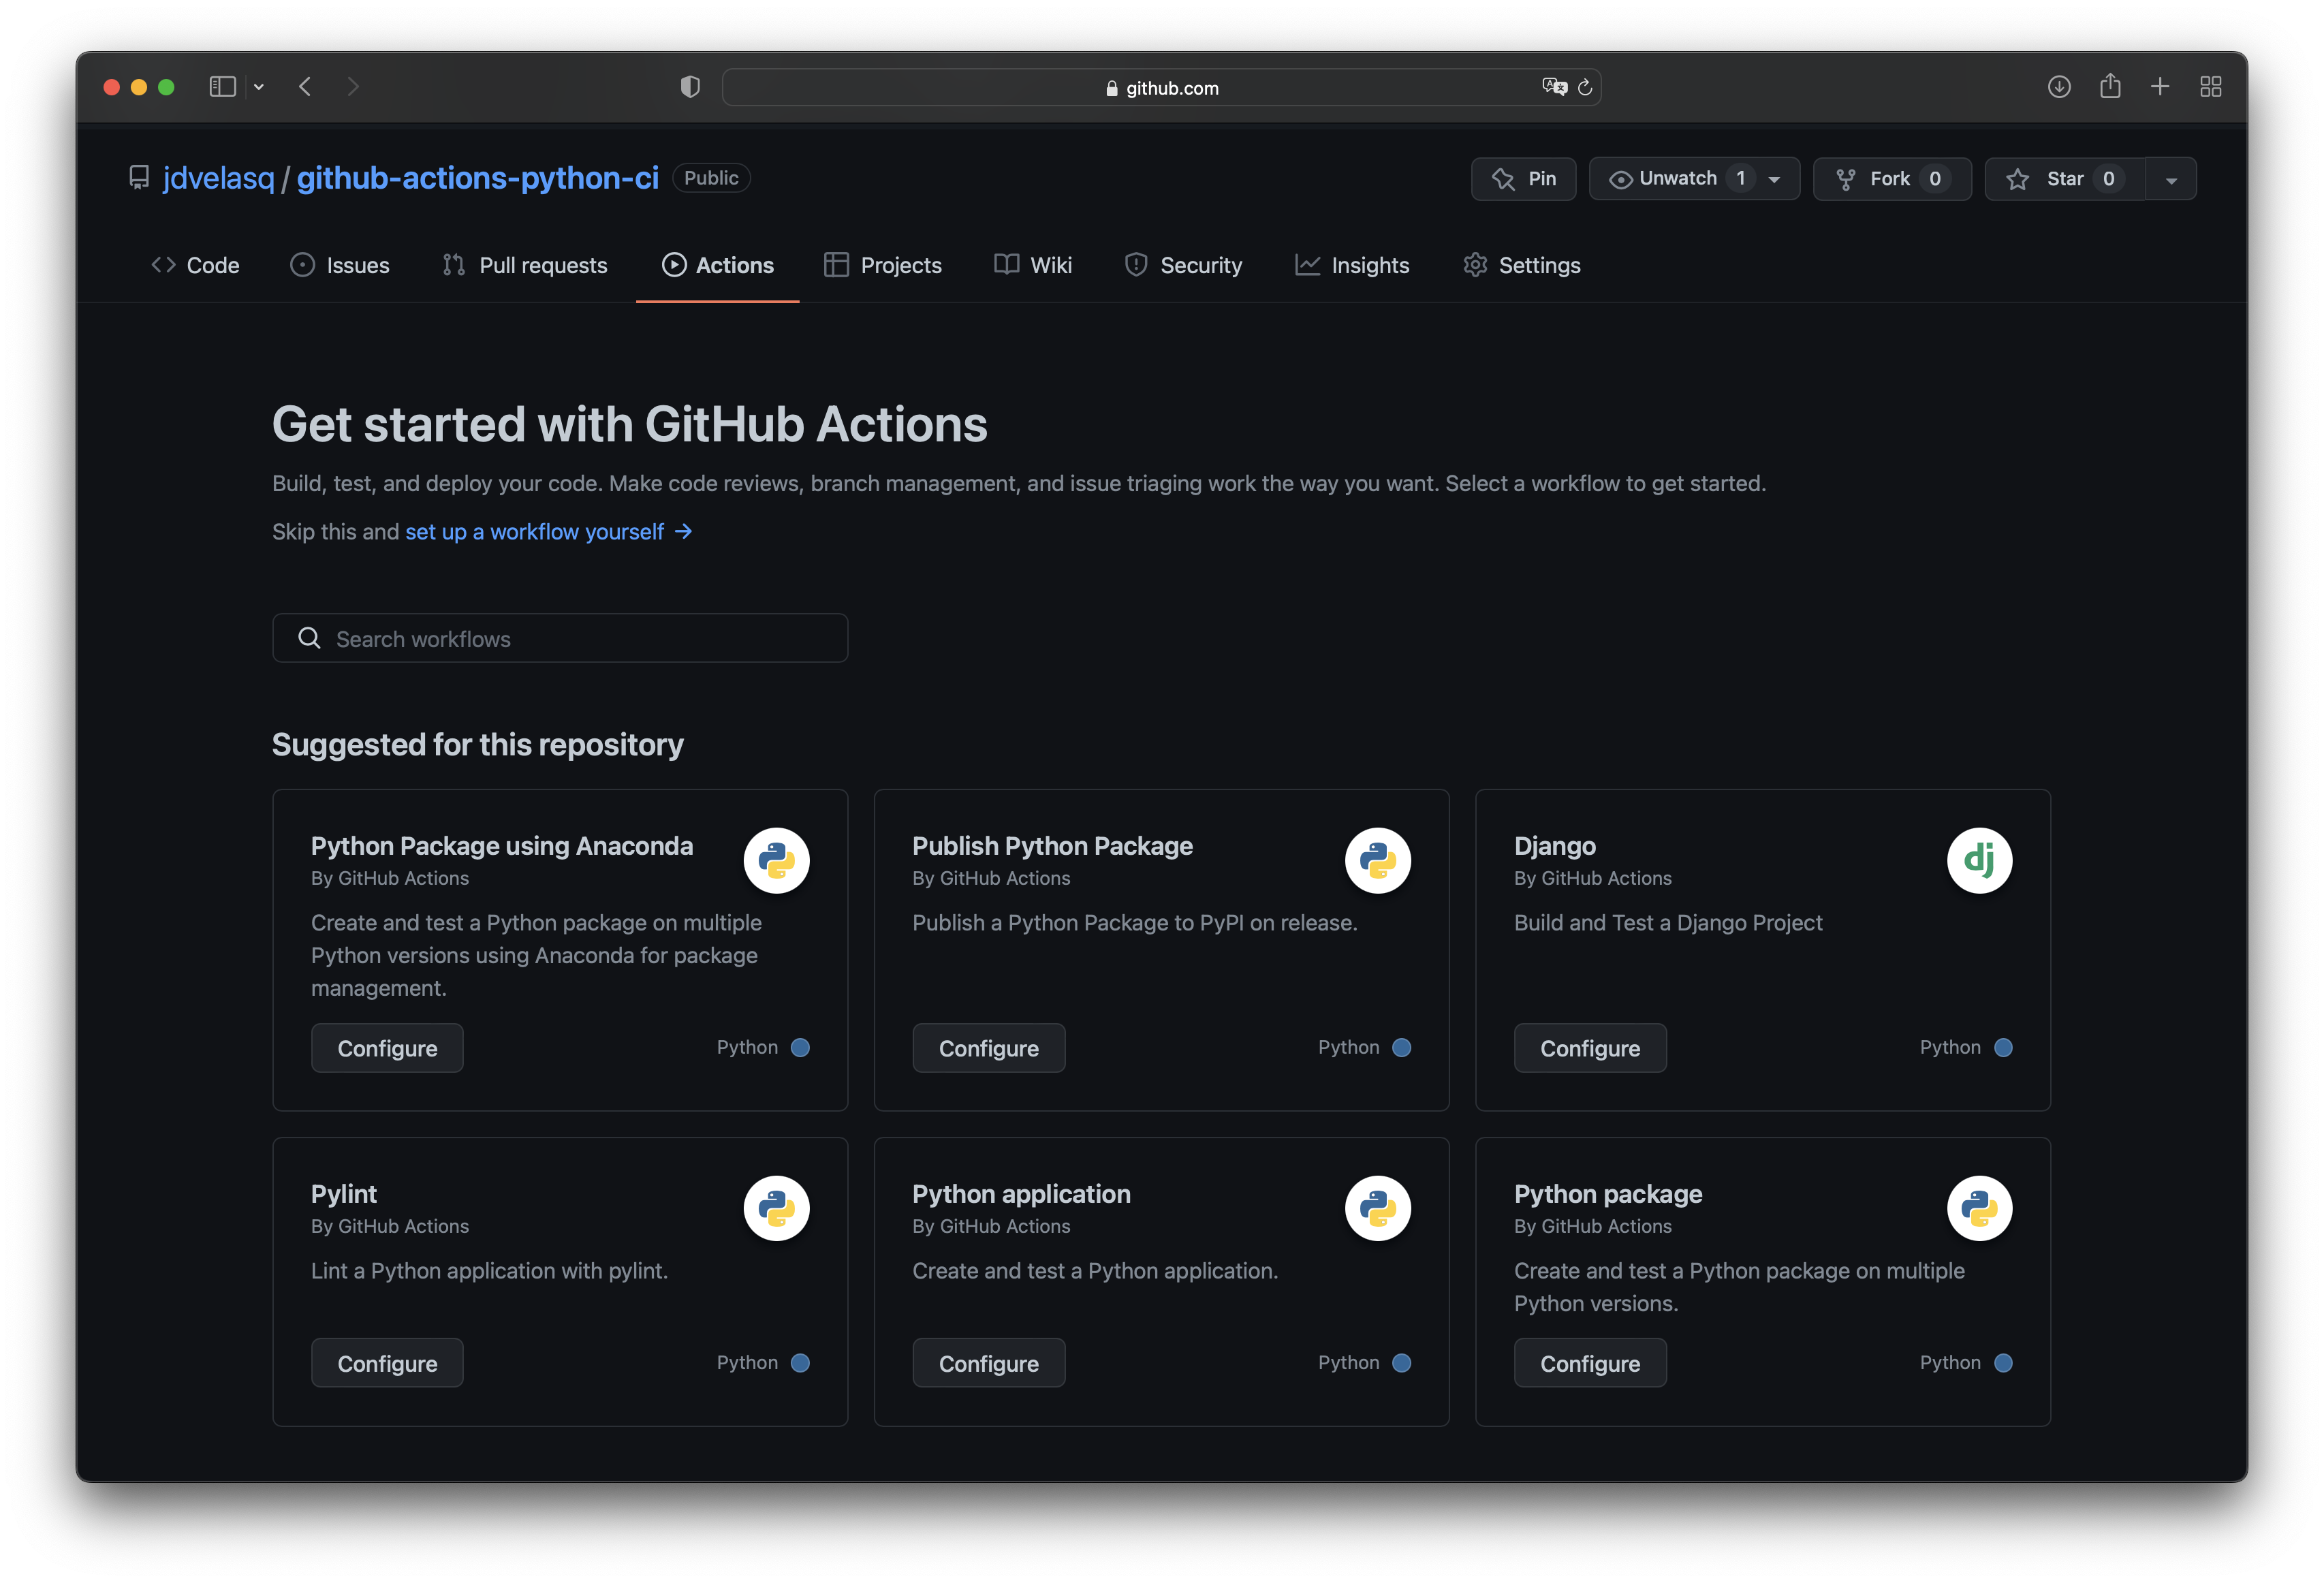 github.com
jdvelasq / github-actions-python-ci Public
Pin Unwatch 1 Fork 0 Star 0
Code Issues Pull requests Actions Projects Wiki Security Insights Settings
Get started with GitHub Actions
Build, test, and deploy your code. Make code reviews, branch management, and issue triaging work the way you want. Select a workflow to get started.
Skip this and set up a workflow yourself →
Search workflows
Suggested for this repository
Python Package using Anaconda
By GitHub Actions
Create and test a Python package on multiple
Python versions using Anaconda for package
management.
Configure Python
Publish Python Package
By GitHub Actions
Publish a Python Package to PyPI on release.
Configure Python
Django
dj
By GitHub Actions
Build and Test a Django Project
Configure Python
Pylint
By GitHub Actions
Lint a Python application with pylint.
Configure Python
Python application
By GitHub Actions
Create and test a Python application.
Configure Python
Python package
By GitHub Actions
Create and test a Python package on multiple
Python versions.
Configure Python